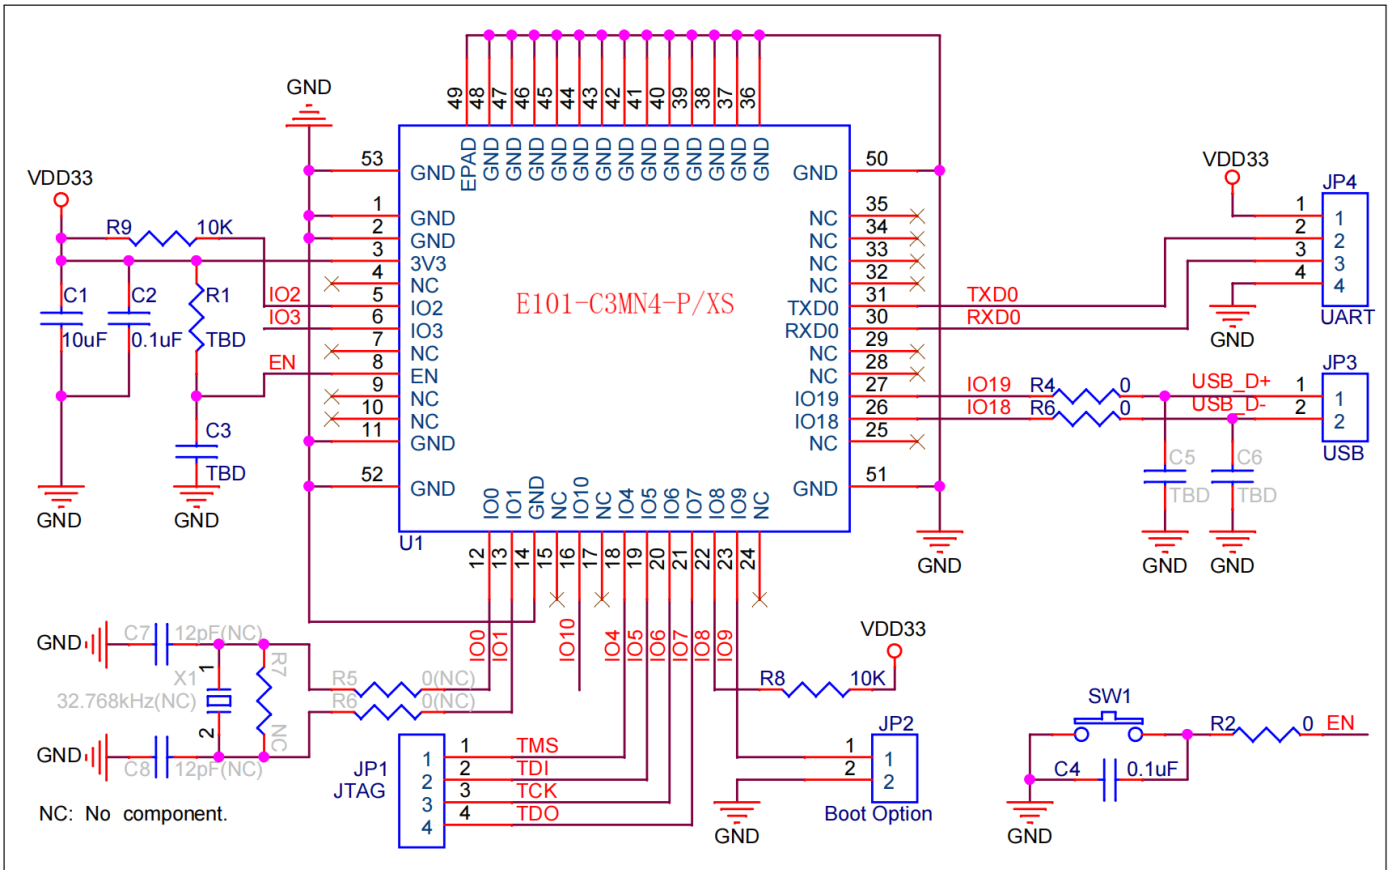 GND
49 48 47 46 45 44 43 42 41 40 39 38 37 36
EPAD GND GND GND GND GND GND GND GND GND GND GND GND GND
53 GND
GND 50
VDD33
R9 10K
1 GND
2 GND
3 3V3
4 NC
IO2 5 IO2
IO3 6 IO3
7 NC
EN 8 EN
9 NC
10 NC
11 GND
52 GND
C1
10uF
C2
0.1uF
R1
TBD
C3
TBD
GND
GND
E101-C3MN4-P/XS
U1
NC 35
NC 34
NC 33
NC 32
TXD0 31 TXD0
RXD0 30 RXD0
NC 29
NC 28
IO19 27 IO19 R4 0 USB_D+
IO18 26 IO18 R6 0 USB_D-
NC 25
GND 51
GND
VDD33
JP4
1 1
2 2
3 3
4 4
UART
GND
JP3
1 1
2 2
USB
C5
TBD
C6
TBD
GND
GND
IO0 IO1 GND NC IO10 NC IO4 IO5 IO6 IO7 IO8 IO9 NC
12 13 14 15 16 17 18 19 20 21 22 23 24
IO0 IO1 IO10 IO4 IO5 IO6 IO7 IO8 IO9
GND C7 12pF(NC)
X1
32.768kHz(NC)
1
2
R7
NC
GND C8 12pF(NC)
R5 0(NC)
R6 0(NC)
JP1
JTAG
1 1 TMS
2 2 TDI
3 3 TCK
4 4 TDO
VDD33
R8 10K
JP2
1 1
2 2
Boot Option
GND
SW1
R2 0 EN
C4 0.1uF
GND
NC: No component.